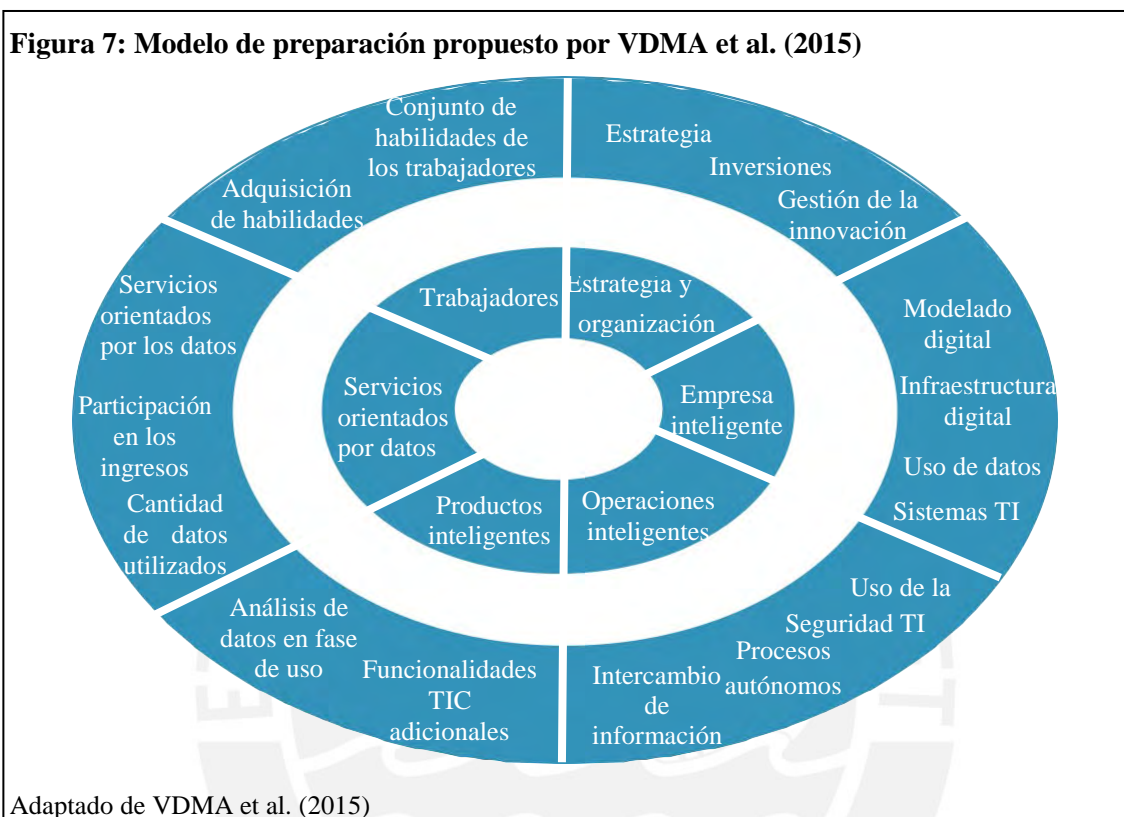 Figura 7: Modelo de preparación propuesto por VDMA et al. (2015)
Conjunto de
habilidades de
los trabajadores
Adquisición
de habilidades
Estrategia
Inversiones
Gestión de la
innovación
Servicios
orientados
por los datos
Participación
en los
ingresos
Cantidad
de datos
utilizados
Trabajadores
Estrategia y
organización
Servicios
orientados
por datos
Empresa
inteligente
Productos
inteligentes
Operaciones
inteligentes
Modelado
digital
Infraestructura
digital
Uso de datos
Sistemas TI
Análisis de
datos en fase
de uso
Funcionalidades
TIC
adicionales
Intercambio
de
información
Procesos
autónomos
Uso de la
Seguridad TI
Adaptado de VDMA et al. (2015)